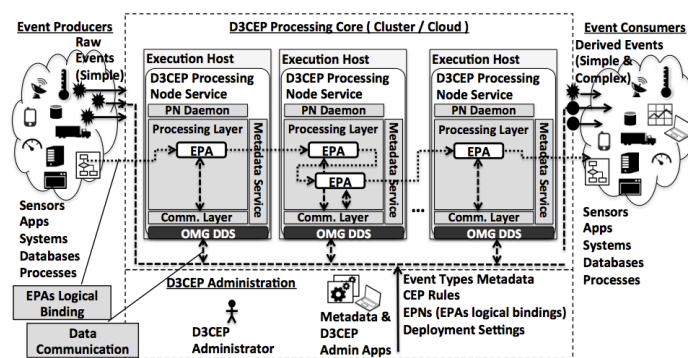 Event Producers
Raw
Events
(Simple)
Sensors
Apps
Systems
Databases
Processes
EPAs Logical
Binding
Data
Communication
D3CEP Processing Core ( Cluster / Cloud )
Execution Host
D3CEP Processing
Node Service
PN Daemon
Processing Layer
EPA
Metadata Service
Comm. Layer
OMG DDS
Execution Host
D3CEP Processing
Node Service
PN Daemon
Processing Layer
EPA
EPA
Metadata Service
Comm. Layer
OMG DDS
...
Execution Host
D3CEP Processing
Node Service
PN Daemon
Processing Layer
EPA
Metadata Service
Comm. Layer
OMG DDS
Event Consumers
Derived Events
(Simple &
Complex)
Sensors
Apps
Systems
Databases
Processes
D3CEP Administration
D3CEP
Administrator
Metadata &
D3CEP
Admin Apps
Event Types Metadata
CEP Rules
EPNs (EPAs logical bindings)
Deployment Settings